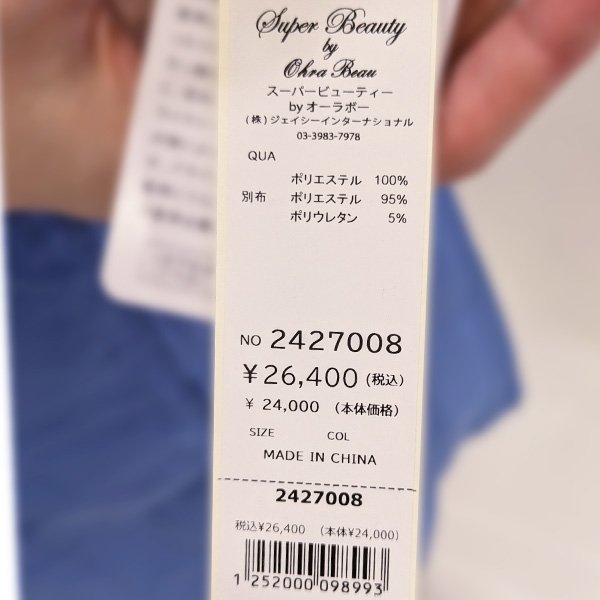 Super Beauty
by
Ohra Beau
スーパービューティー
by オーラボー
(株)ジェイシーインターナショナル
03-3983-7978
QUA
ポリエステル 100%
別布 ポリエステル 95%
ポリウレタン 5%
NO 2427008
¥26,400 (税込)
¥ 24,000 (本体価格)
SIZE COL
MADE IN CHINA
2427008
税込¥26,400 (本体¥24,000)
1 252000 098993